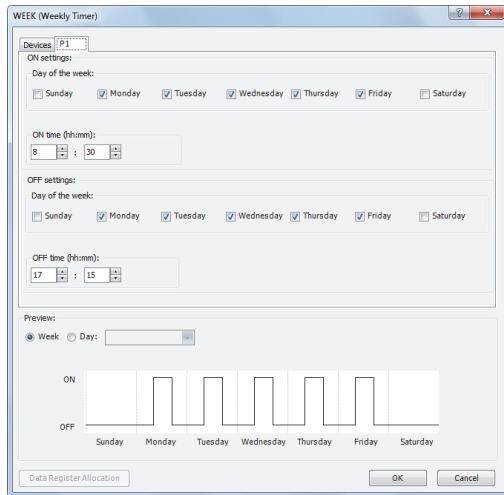 WEEK (Weekly Timer)
Devices P1
ON settings:
Day of the week:
Sunday Monday Tuesday Wednesday Thursday Friday Saturday
ON time (hh:mm):
8 : 30
OFF settings:
Day of the week:
Sunday Monday Tuesday Wednesday Thursday Friday Saturday
OFF time (hh:mm):
17 : 15
Preview:
Week Day:
ON
OFF
Sunday Monday Tuesday Wednesday Thursday Friday Saturday
Data Register Allocation OK Cancel